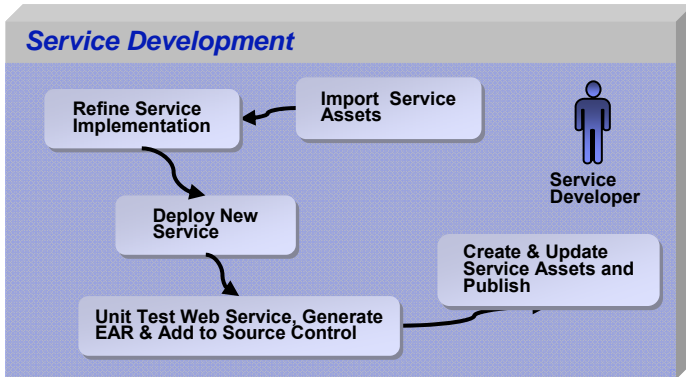 Service Development
Refine Service
Implementation
Import Service
Assets
Service
Developer
Deploy New
Service
Create & Update
Service Assets and
Publish
Unit Test Web Service, Generate
EAR & Add to Source Control